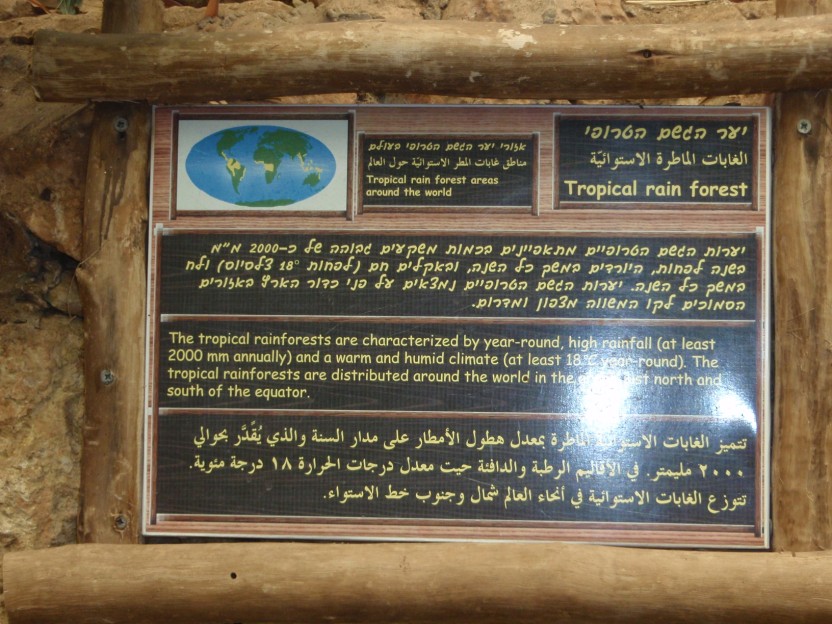 יער הגשם הטרופי
الغابات الماطرة الاستوائيّة
Tropical rain forest
אזורי יער הגשם הטרופי בעולם
مناطق غابات المطر الاستوائيّة حول العالم
Tropical rain forest areas
around the world
יערות הגשם הטרופיים מתאפיינים בכמות משקעים גבוהה של כ-2000 מ"מ
בשנה לפחות, היורדים במשך כל השנה, ובאקלים חם (לפחות 18° צלסיוס) ולח
במשך כל השנה. יערות הגשם הטרופיים נמצאים על פני כדור הארץ באזורים
הסמוכים לקו המשווה מצפון ומדרום.
The tropical rainforests are characterized by year-round, high rainfall (at least
2000 mm annually) and a warm and humid climate (at least 18°C year-round). The
tropical rainforests are distributed around the world in the just north and
south of the equator.
تتميز الغابات الاستوائية الماطرة بمعدل هطول الأمطار على مدار السنة والذي يُقدَّر بحوالي
٢٠٠٠ مليمتر. في الأقاليم الرطبة والدافئة حيت معدل درجات الحرارة ١٨ درجة مئوية.
تتوزع الغابات الاستوائية في أنحاء العالم شمال وجنوب خط الاستواء.